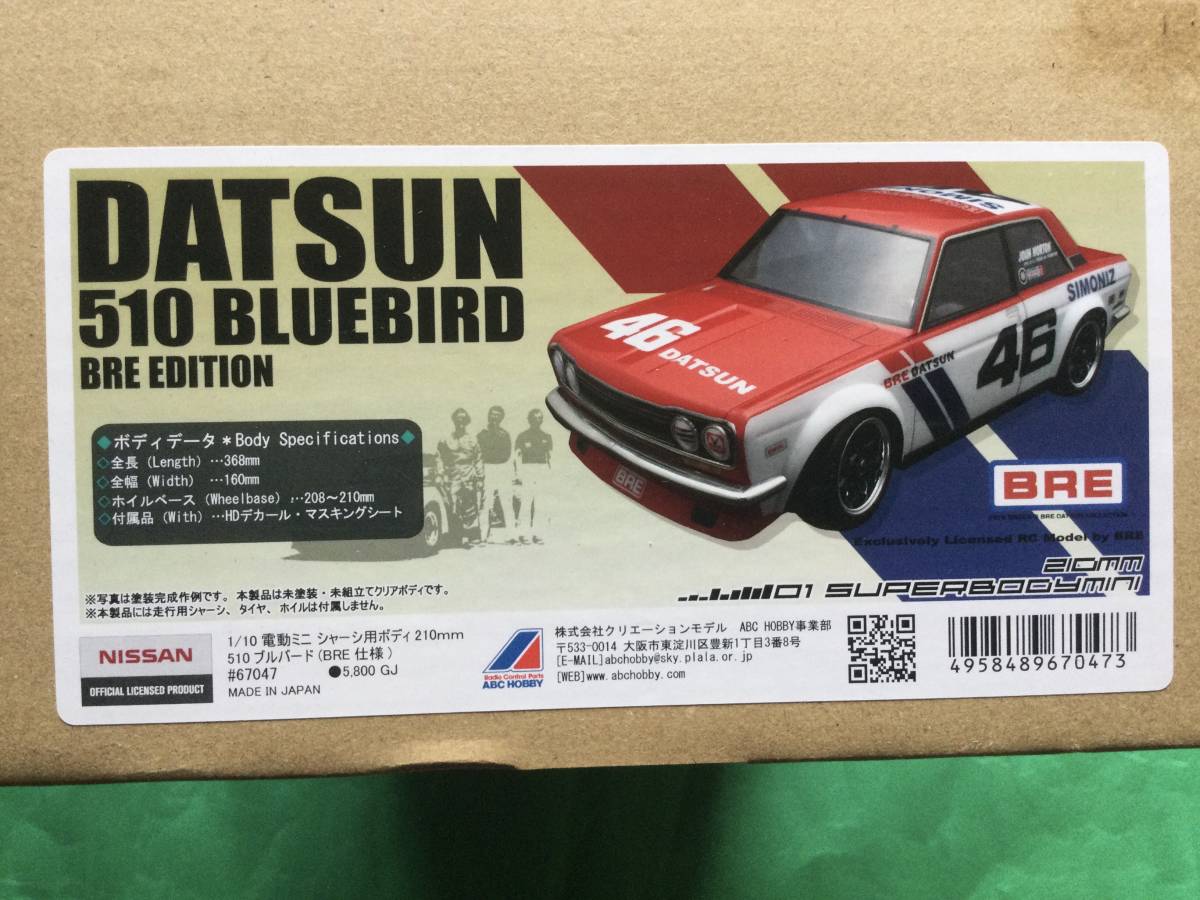 DATSUN
510 BLUEBIRD
BRE EDITION
◆ボディデータ*Body Specifications◆
◇全長 (Length) …368mm
◇全幅 (Width) …160mm
◇ホイルベース (Wheelbase) …208~210mm
◇付属品 (With) …HDデカール・マスキングシート
※写真は塗装完成作例です。 本製品は未塗装・未組立てクリアボディです。
※本製品には走行用シャーシ、タイヤ、ホイルは付属しません。
46 DATSUN
BRE
BRE DATSUN
46
JOHN MORTON
SIMONIZ
SIMONIZ
BRE
Exclusively Licensed RC Model by BRE
210mm
01 SUPERBODYmini
NISSAN
OFFICIAL LICENSED PRODUCT
1/10 電動ミニ シャーシ用ボディ 210mm
510 ブルバード(BRE 仕様)
#67047 ●5,800 GJ
MADE IN JAPAN
Radio Control Parts
ABC HOBBY
株式会社クリエーションモデル ABC HOBBY事業部
〒533-0014 大阪市東淀川区豊新1丁目3番8号
[E-MAIL]abchobby@sky.plala.or.jp
[WEB]www.abchobby.com
4958489670473